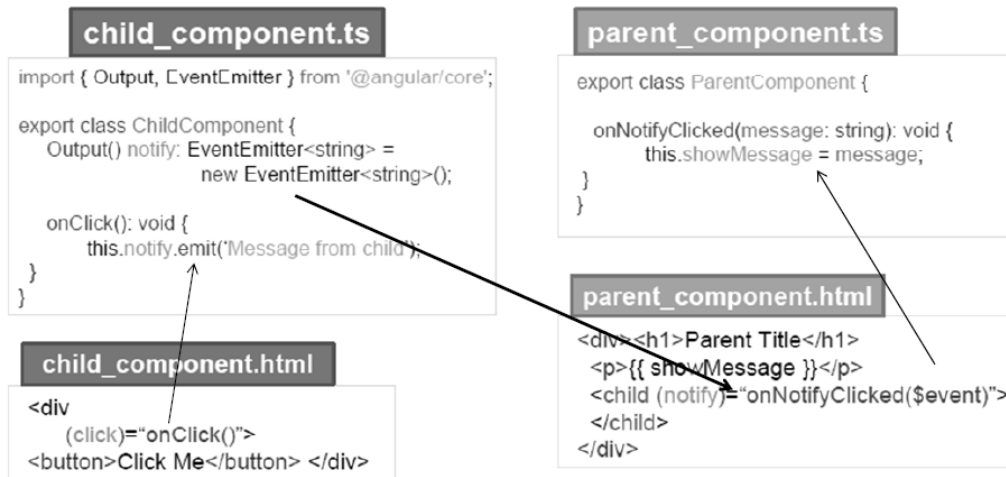 child_component.ts
import { Output, EventEmitter } from '@angular/core';
export class ChildComponent {
Output() notify: EventEmitter<string> =
new EventEmitter<string>();
onClick(): void {
this.notify.emit('Message from child');
}
}
child_component.html
<div
(click)=“onClick()”>
<button>Click Me</button> </div>
parent_component.ts
export class ParentComponent {
onNotifyClicked(message: string): void {
this.showMessage = message;
}
}
parent_component.html
<div><h1>Parent Title</h1>
<p>{{ showMessage }}</p>
<child (notify)=“onNotifyClicked($event)”>
</child>
</div>